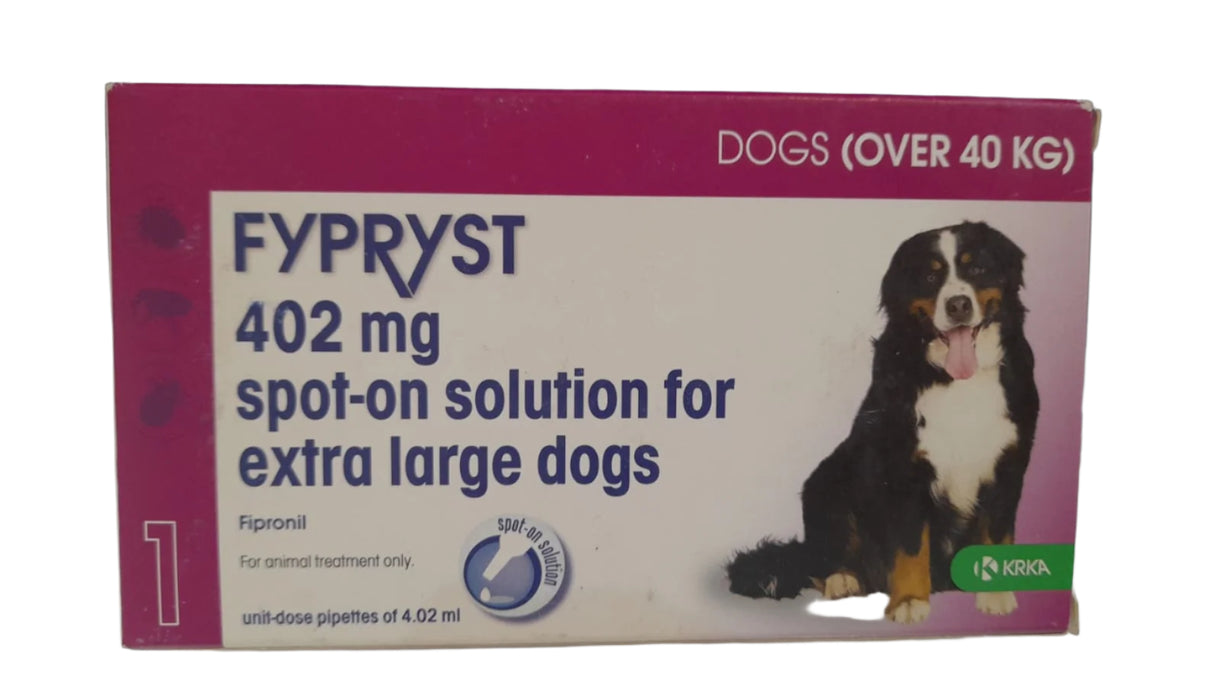 DOGS (OVER 40 KG)
FYPRYST
402 mg
spot-on solution for
extra large dogs
Fipronil
spot-on solution
For animal treatment only.
KRKA
1
unit-dose pipettes of 4.02 ml